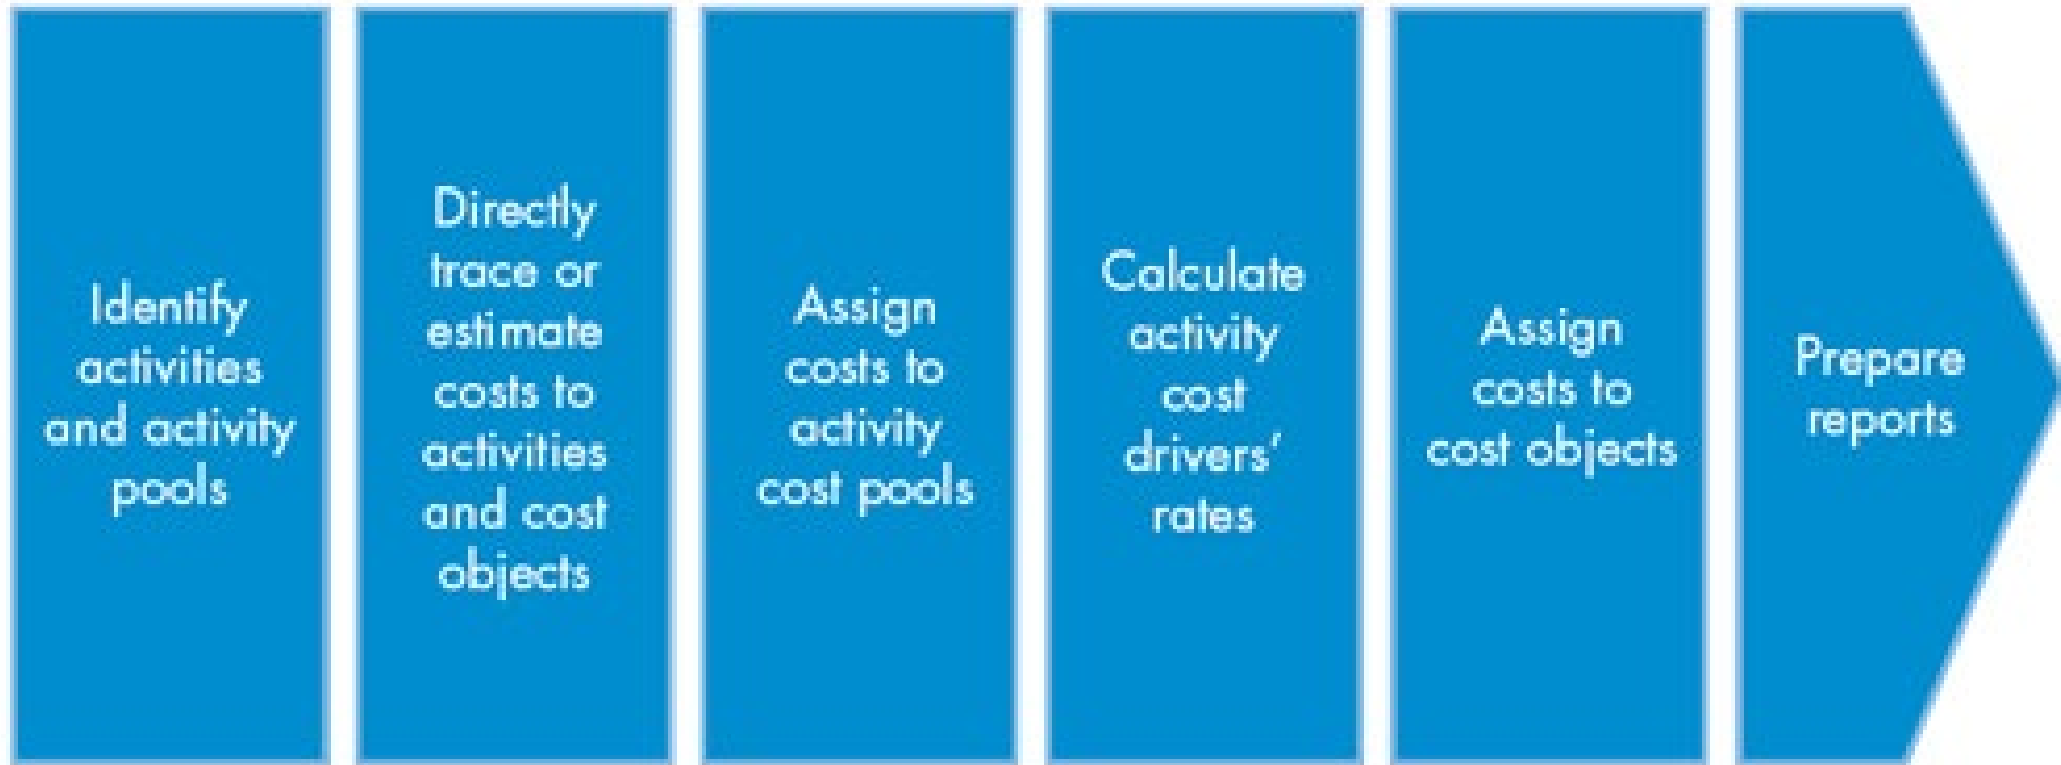 Identify
activities
and activity
pools
Directly
trace or
estimate
costs to
activities
and cost
objects
Assign
costs to
activity
cost pools
Calculate
activity
cost
drivers’
rates
Assign
costs to
cost objects
Prepare
reports